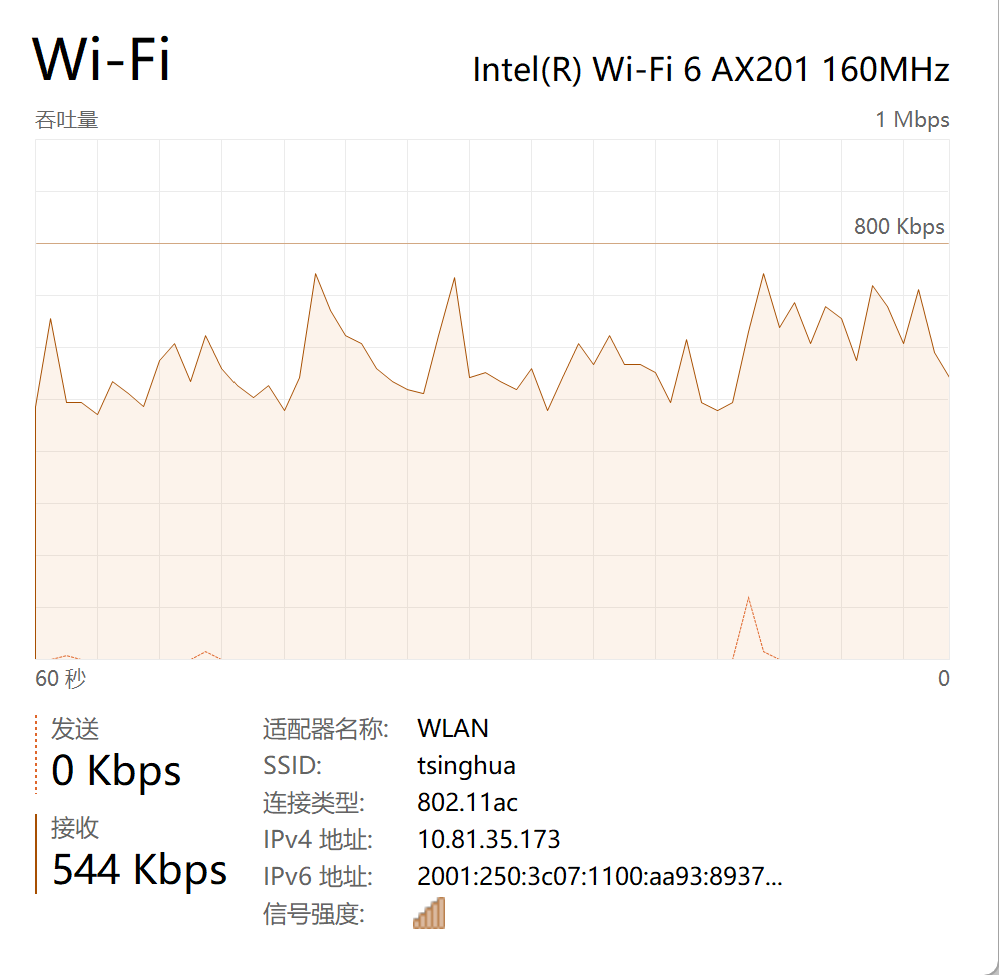 Wi-Fi
Intel(R) Wi-Fi 6 AX201 160MHz
吞吐量
1 Mbps
800 Kbps
60 秒
0
发送
0 Kbps
接收
544 Kbps
适配器名称: WLAN
SSID: tsinghua
连接类型: 802.11ac
IPv4 地址: 10.81.35.173
IPv6 地址: 2001:250:3c07:1100:aa93:8937...
信号强度: